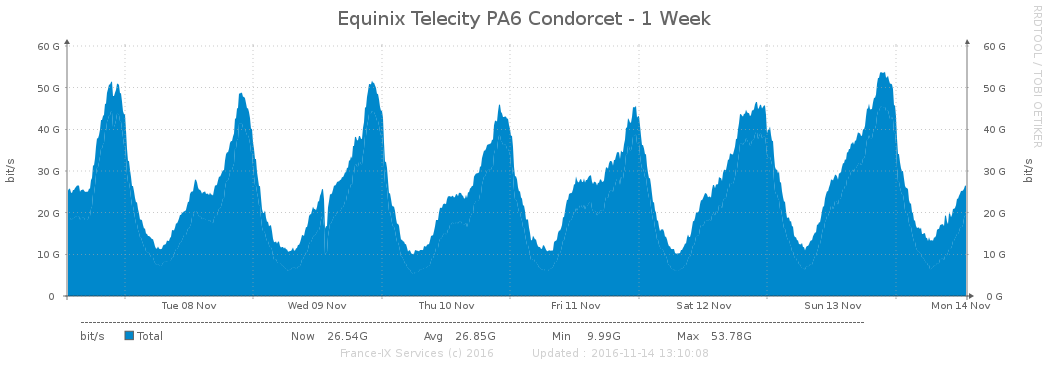 Equinix Telecity PA6 Condorcet - 1 Week
RRDTOOL / TOBI OETIKER
bit/s
60 G 60 G
50 G 50 G
40 G 40 G
30 G 30 G
20 G 20 G
10 G 10 G
0 0 G
bit/s
Tue 08 Nov Wed 09 Nov Thu 10 Nov Fri 11 Nov Sat 12 Nov Sun 13 Nov Mon 14 Nov
bit/s Total Now 26.54G Avg 26.85G Min 9.99G Max 53.78G
France-IX Services (c) 2016 Updated : 2016-11-14 13:10:08